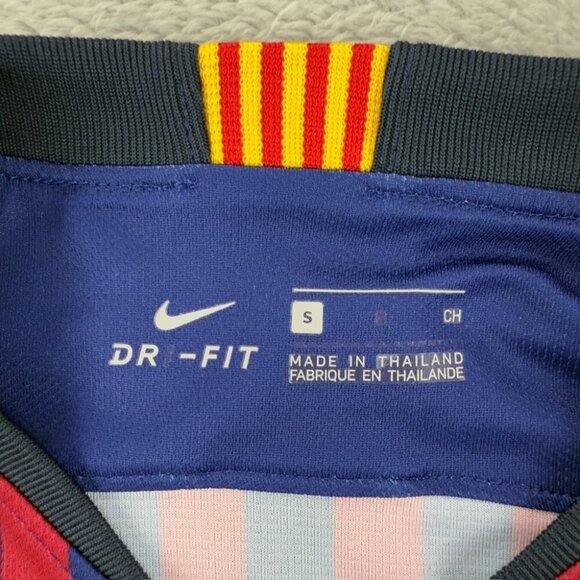 S CH
DRI-FIT
MADE IN THAILAND
FABRIQUE EN THAILANDE